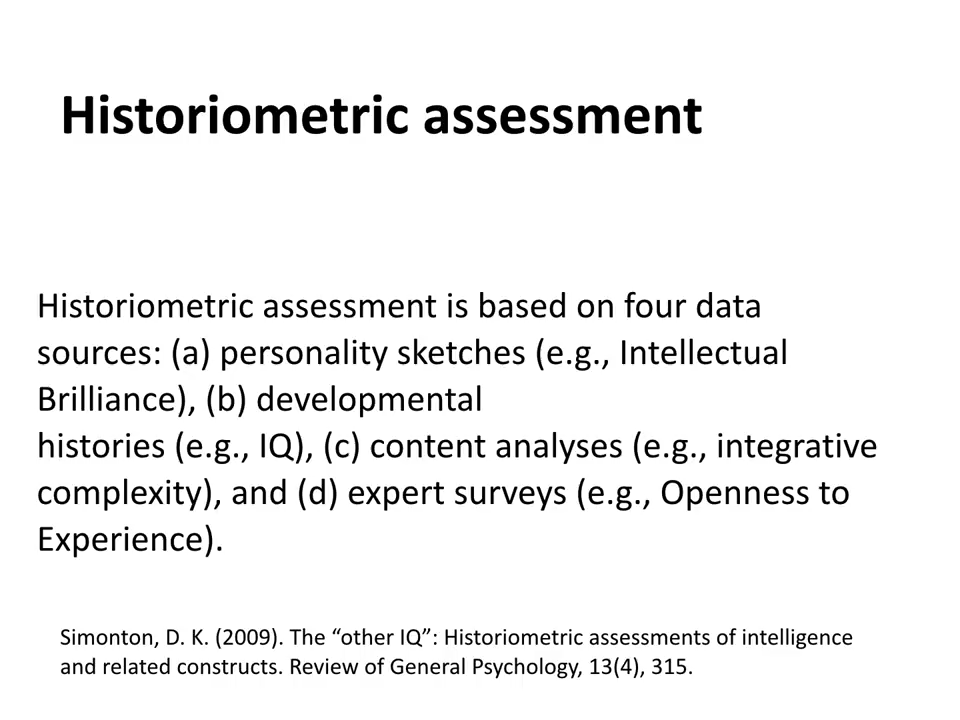 Historiometric assessment
Historiometric assessment is based on four data
sources: (a) personality sketches (e.g., Intellectual
Brilliance), (b) developmental
histories (e.g., IQ), (c) content analyses (e.g., integrative
complexity), and (d) expert surveys (e.g., Openness to
Experience).
Simonton, D. K. (2009). The “other IQ”: Historiometric assessments of intelligence
and related constructs. Review of General Psychology, 13(4), 315.